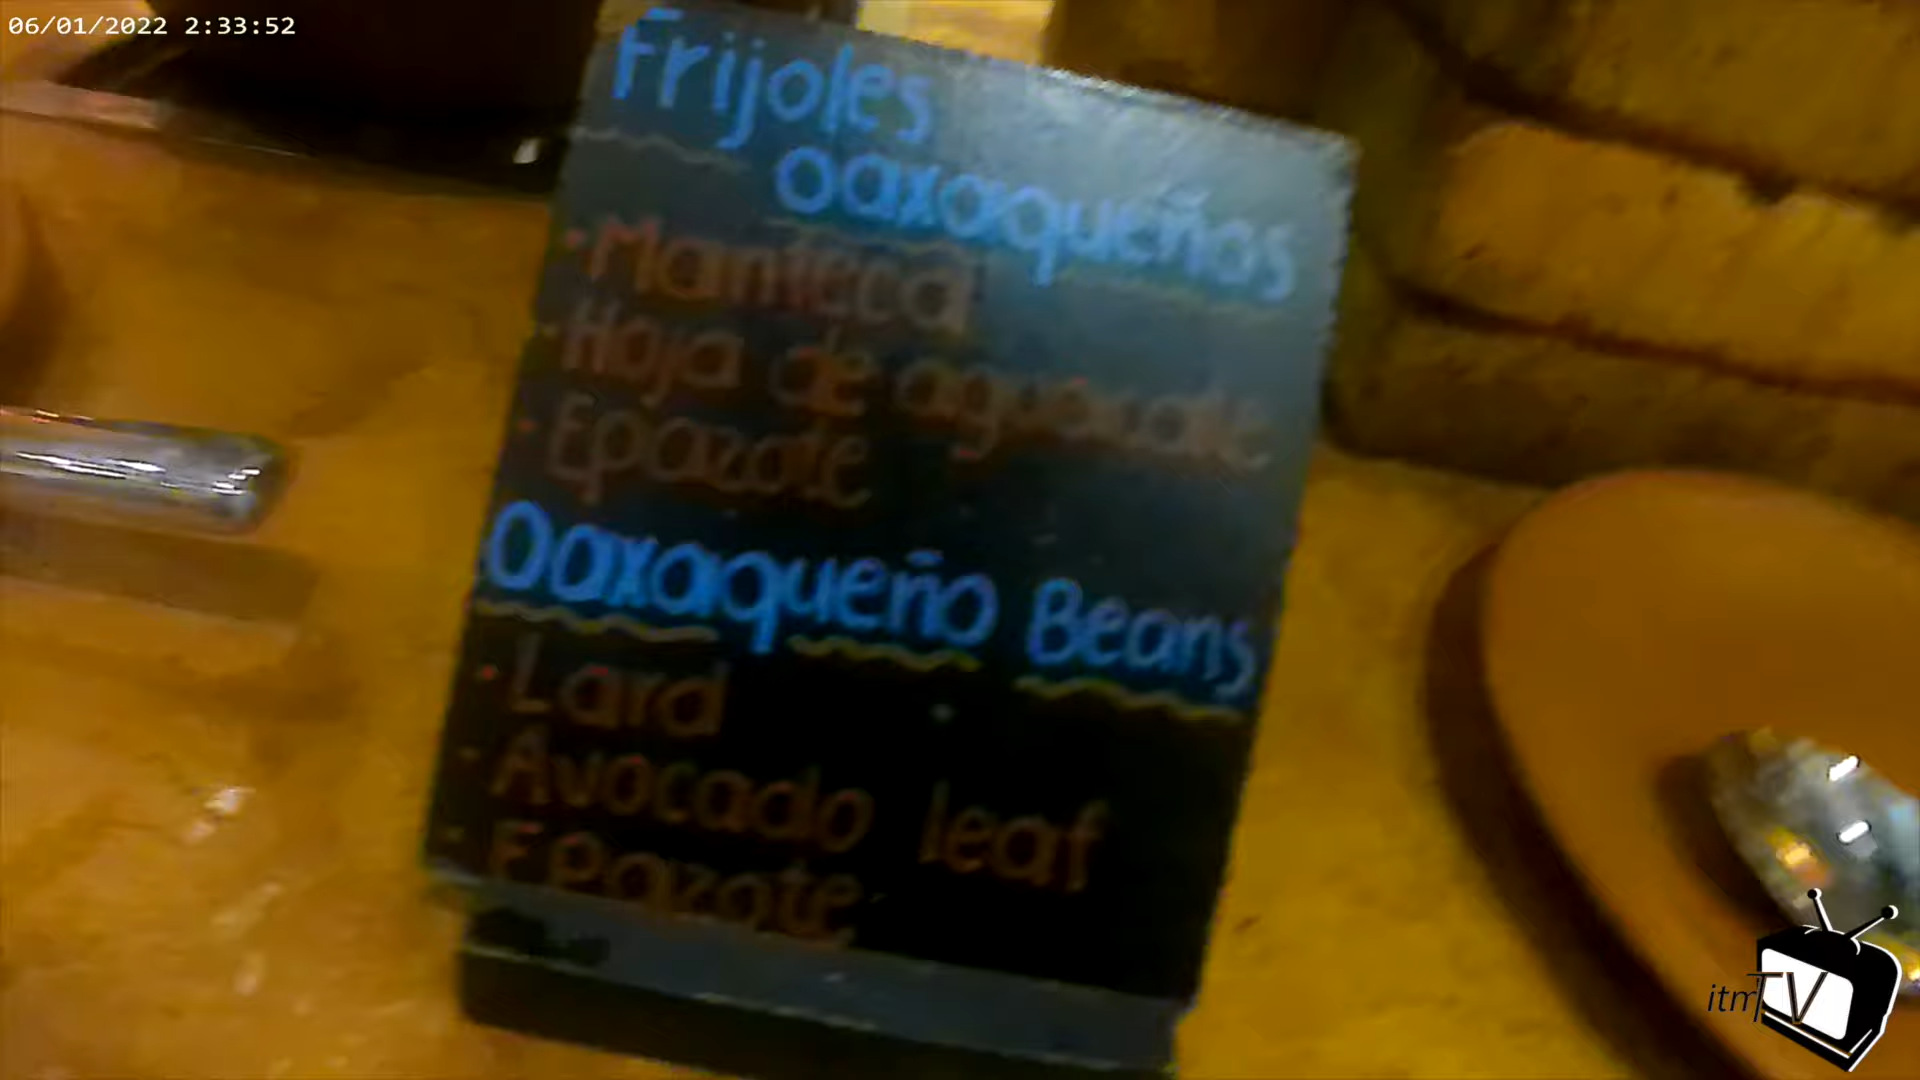 06/01/2022 2:33:52
Frijoles
oaxaqueños
• Manteca
• Hoja de aguacate
• Epazote
Oaxaqueño Beans
• Lard
• Avocado leaf
• Epazote
itmTV